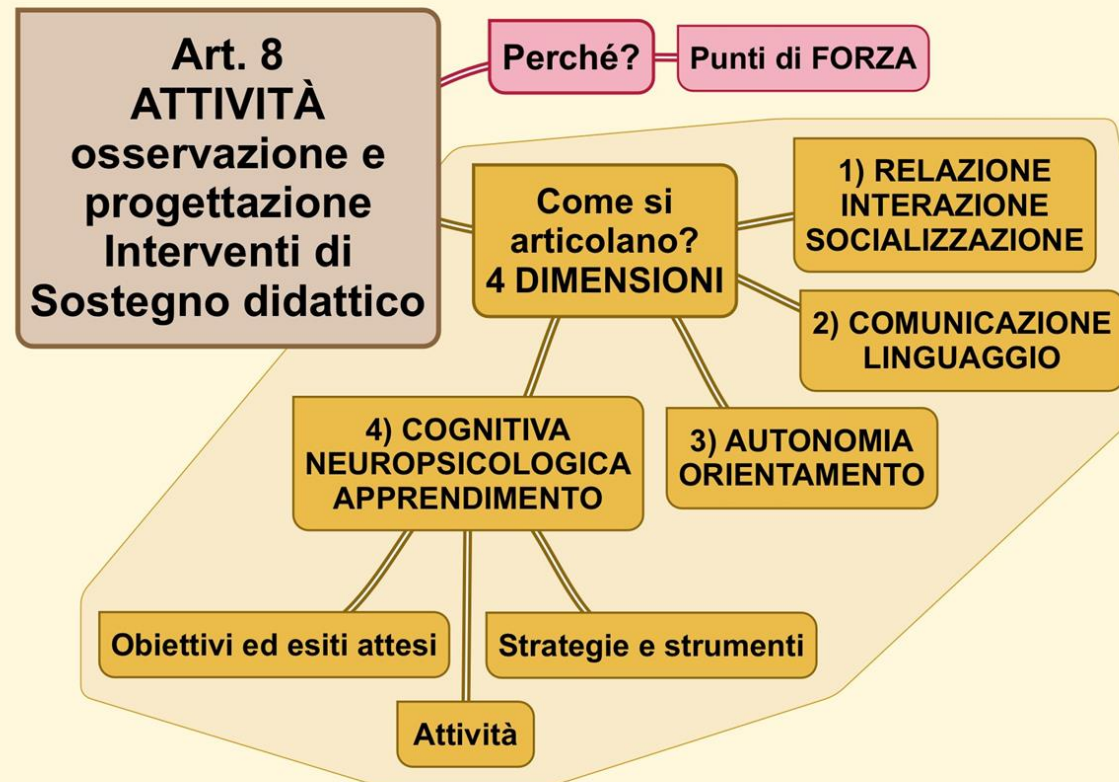 Art. 8
ATTIVITÀ
osservazione e
progettazione
Interventi di
Sostegno didattico
Perché?
Punti di FORZA
Come si
articolano?
4 DIMENSIONI
1) RELAZIONE
INTERAZIONE
SOCIALIZZAZIONE
2) COMUNICAZIONE
LINGUAGGIO
3) AUTONOMIA
ORIENTAMENTO
4) COGNITIVA
NEUROPSICOLOGICA
APPRENDIMENTO
Obiettivi ed esiti attesi
Attività
Strategie e strumenti